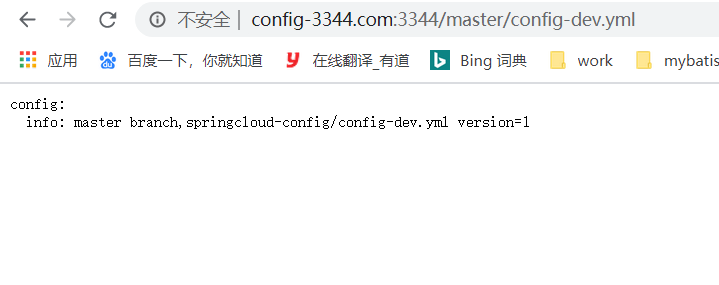 不安全 | config-3344.com:3344/master/config-dev.yml
应用 百度一下，你就知道 在线翻译_有道 Bing 词典 work mybatis
config:
  info: master branch,springcloud-config/config-dev.yml version=1